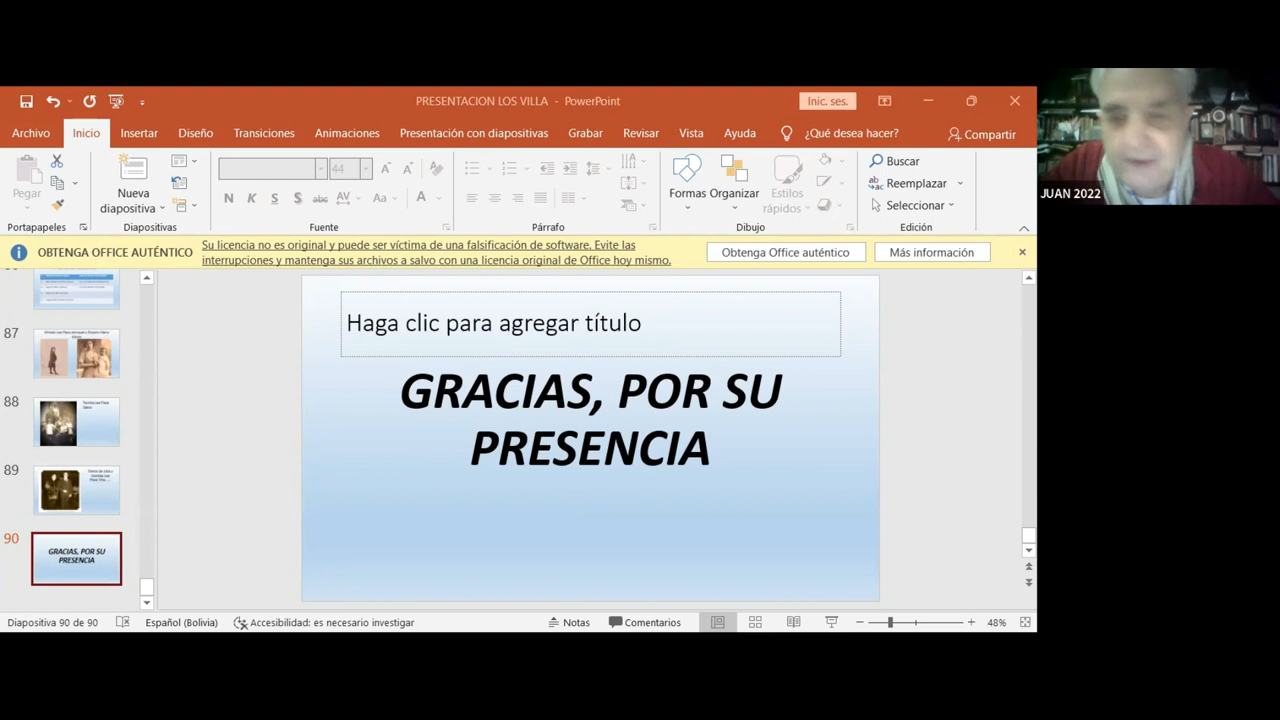 PRESENTACION LOS VILLA - PowerPoint
Inic. ses.
Archivo Inicio Insertar Diseño Transiciones Animaciones Presentación con diapositivas Grabar Revisar Vista Ayuda ¿Qué desea hacer? Compartir
JUAN 2022
Pegar
Nueva diapositiva
44
N K S S abc AV Aa A
Formas Organizar Estilos rápidos
Buscar
Reemplazar
Seleccionar
Portapapeles Diapositivas Fuente Párrafo Dibujo Edición
OBTENGA OFFICE AUTÉNTICO
Su licencia no es original y puede ser víctima de una falsificación de software. Evite las
interrupciones y mantenga sus archivos a salvo con una licencia original de Office hoy mismo.
Obtenga Office auténtico
Más información
87
88
89
90
GRACIAS, POR SU
PRESENCIA
Haga clic para agregar título
GRACIAS, POR SU
PRESENCIA
Diapositiva 90 de 90 Español (Bolivia) Accesibilidad: es necesario investigar Notas Comentarios 48%